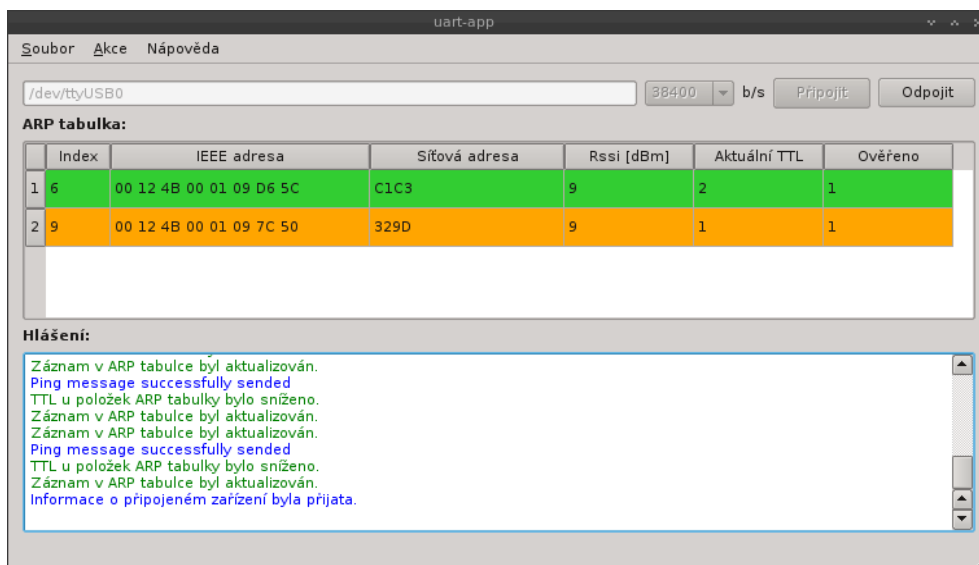 uart-app
Soubor Akce Nápověda
/dev/ttyUSB0 38400 b/s Připojit Odpojit
ARP tabulka:
Index IEEE adresa Síťová adresa Rssi [dBm] Aktuální TTL Ověřeno
1 6 00 12 4B 00 01 09 D6 5C C1C3 9 2 1
2 9 00 12 4B 00 01 09 7C 50 329D 9 1 1
Hlášení:
Záznam v ARP tabulce byl aktualizován.
Ping message successfully sended
TTL u položek ARP tabulky bylo sníženo.
Záznam v ARP tabulce byl aktualizován.
Záznam v ARP tabulce byl aktualizován.
Ping message successfully sended
TTL u položek ARP tabulky bylo sníženo.
Záznam v ARP tabulce byl aktualizován.
Informace o připojeném zařízení byla přijata.